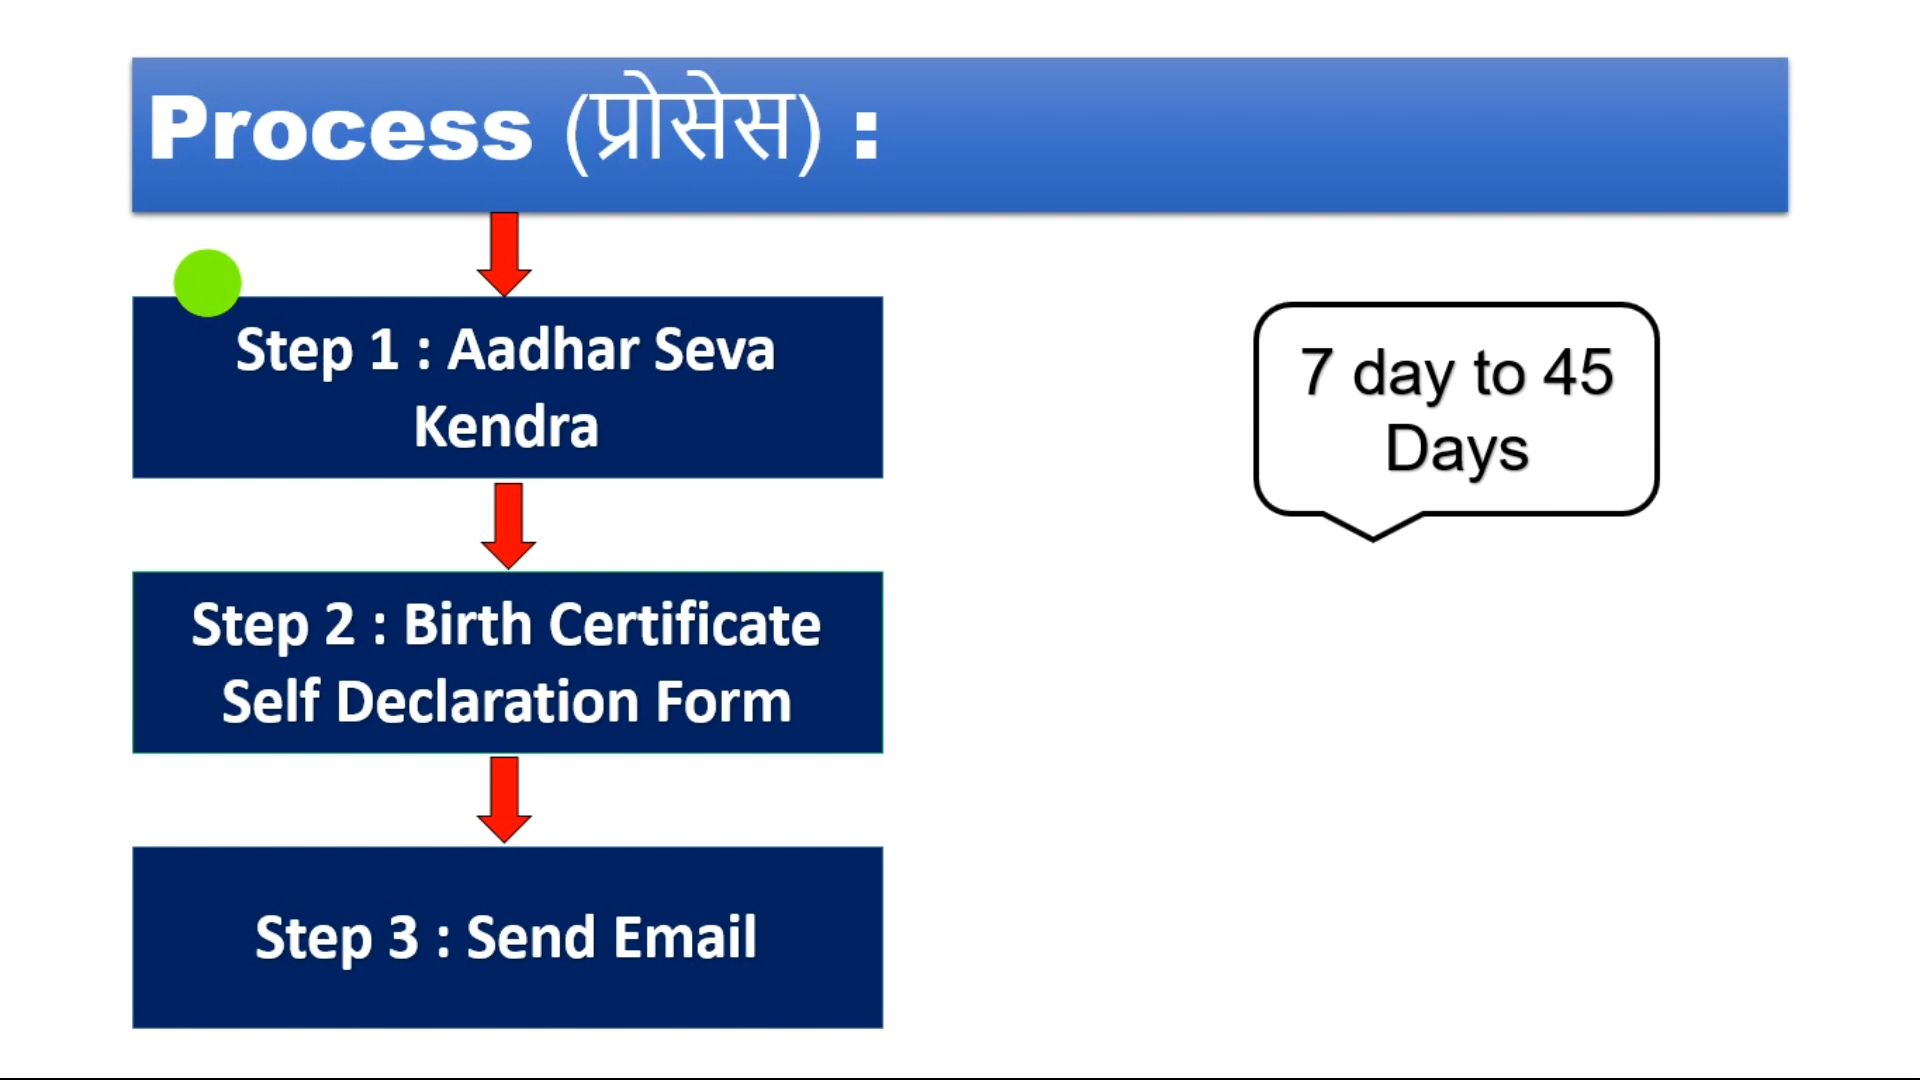 Process (प्रोसेस) :
Step 1 : Aadhar Seva
Kendra
7 day to 45
Days
Step 2 : Birth Certificate
Self Declaration Form
Step 3 : Send Email